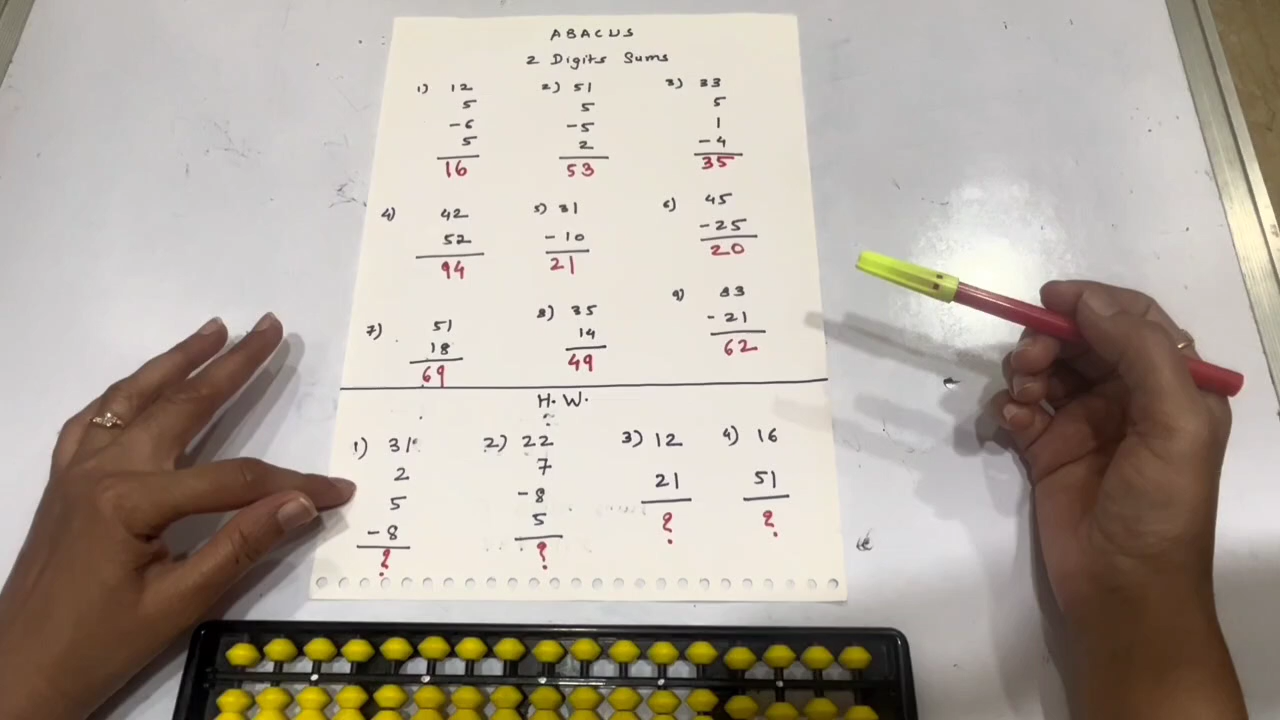 ABACUS
2 Digits Sums
1) 12 2) 51 3) 33
5 5 5
-6 -5 1
5 2 -4
16 53 35
4) 42 5) 31 6) 45
52 -10 -25
94 21 20
7) 51 8) 35 9) 83
18 14 -21
69 49 62
H.W.
1) 31 2) 22 3) 12 4) 16
2 7 21 51
5 -8 ? ?
-8 5
? ?